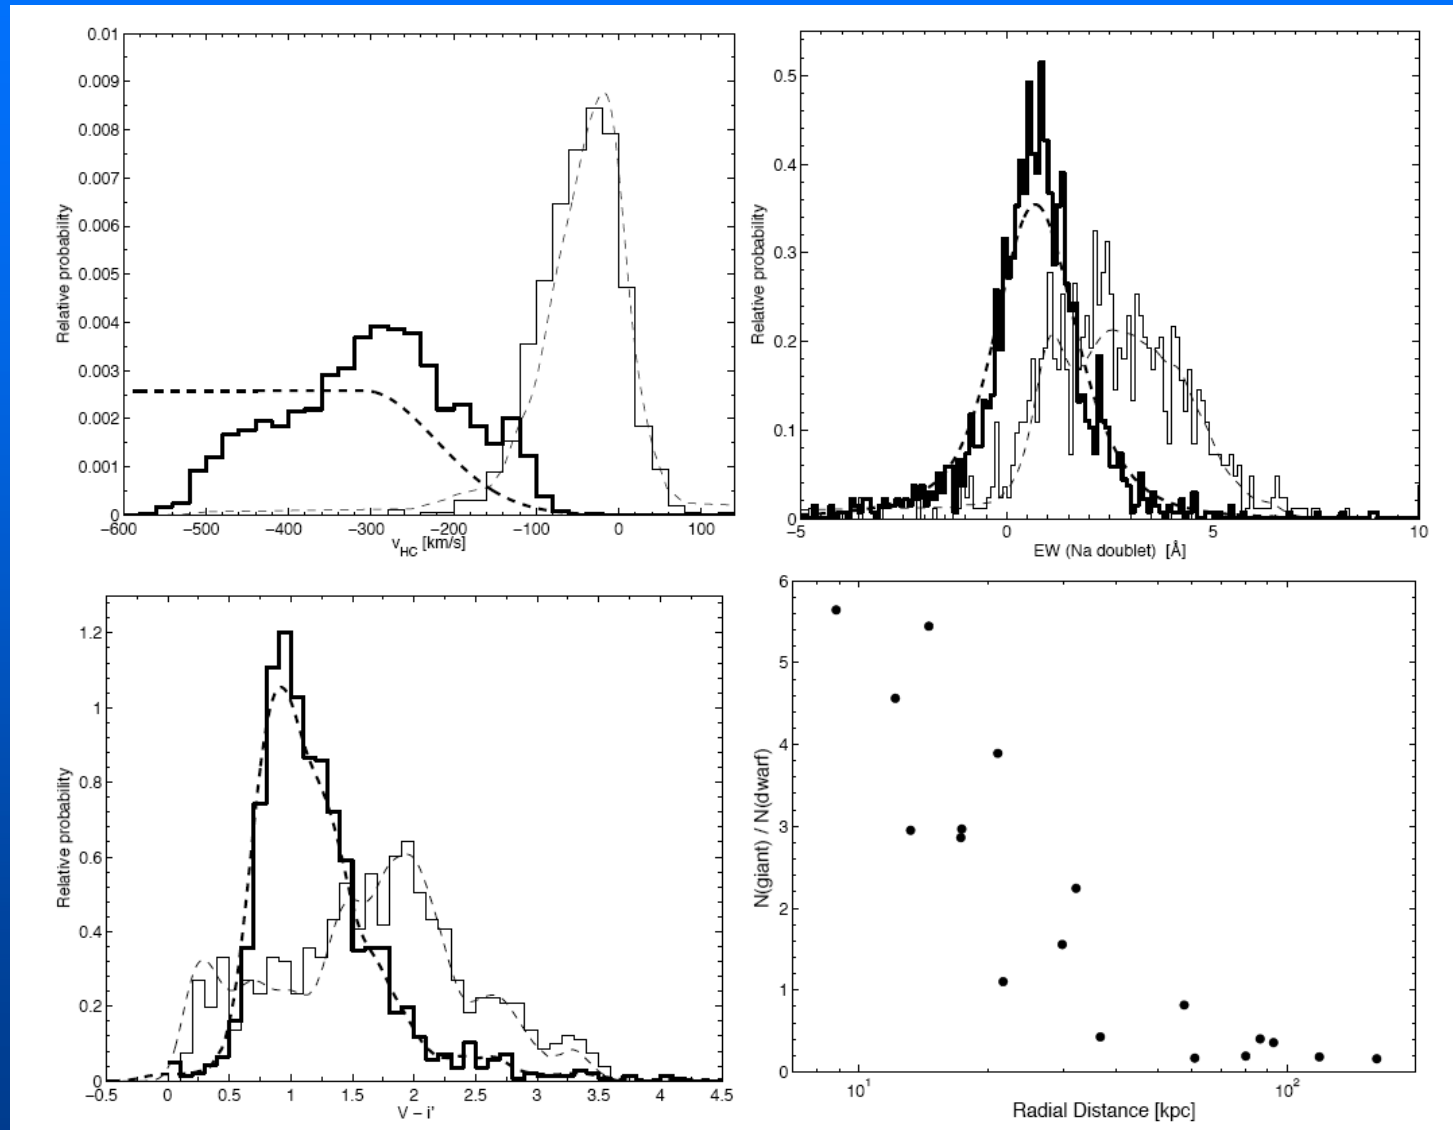 0.01
0.009
0.008
0.007
0.006
0.005
0.004
0.003
0.002
0.001
0
Relative probability
−600 −500 −400 −300 −200 −100 0 100
v_HC [km/s]
0.5
0.4
0.3
0.2
0.1
0
Relative probability
−5 0 5 10
EW (Na doublet) [Å]
1.2
1
0.8
0.6
0.4
0.2
0
Relative probability
−0.5 0 0.5 1 1.5 2 2.5 3 3.5 4 4.5
V − i'
6
5
4
3
2
1
0
N(giant) / N(dwarf)
10¹ 10²
Radial Distance [kpc]